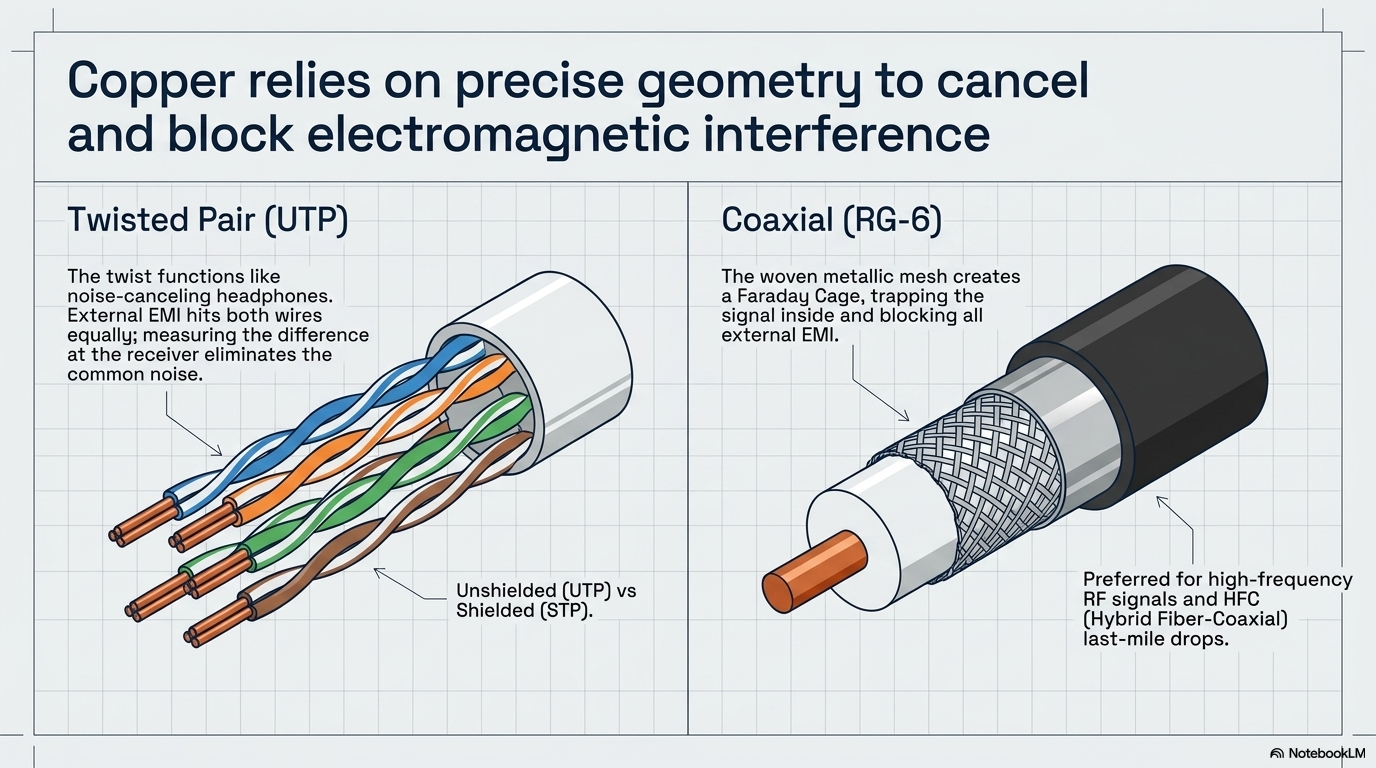 Copper relies on precise geometry to cancel
and block electromagnetic interference
Twisted Pair (UTP)
The twist functions like
noise-canceling headphones.
External EMI hits both wires
equally; measuring the difference
at the receiver eliminates the
common noise.
Unshielded (UTP) vs
Shielded (STP).
Coaxial (RG-6)
The woven metallic mesh creates
a Faraday Cage, trapping the
signal inside and blocking all
external EMI.
Preferred for high-frequency
RF signals and HFC
(Hybrid Fiber-Coaxial)
last-mile drops.
NotebookLM